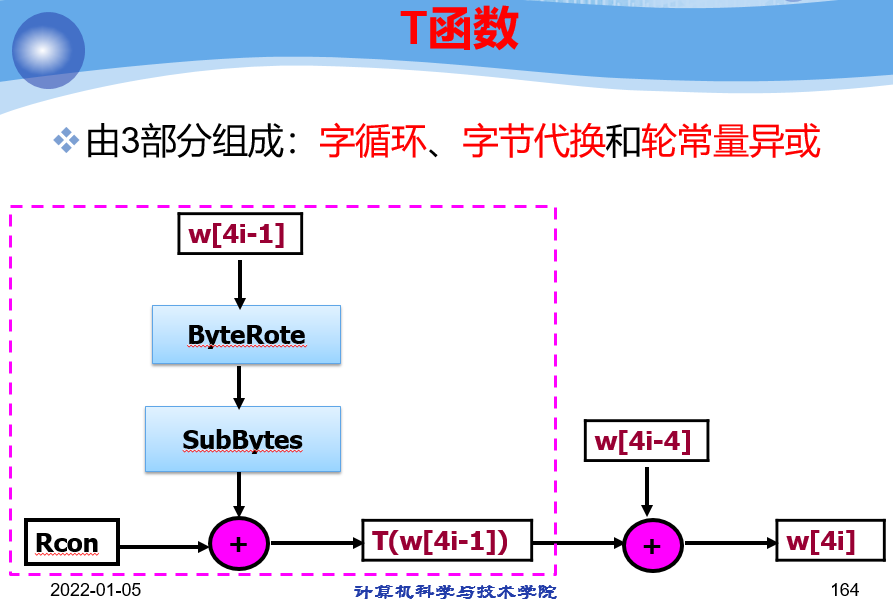 T函数
由3部分组成：字循环、字节代换和轮常量异或
w[4i-1]
ByteRote
SubBytes
w[4i-4]
Rcon
+
T(w[4i-1])
+
w[4i]
2022-01-05
计算机科学与技术学院
164